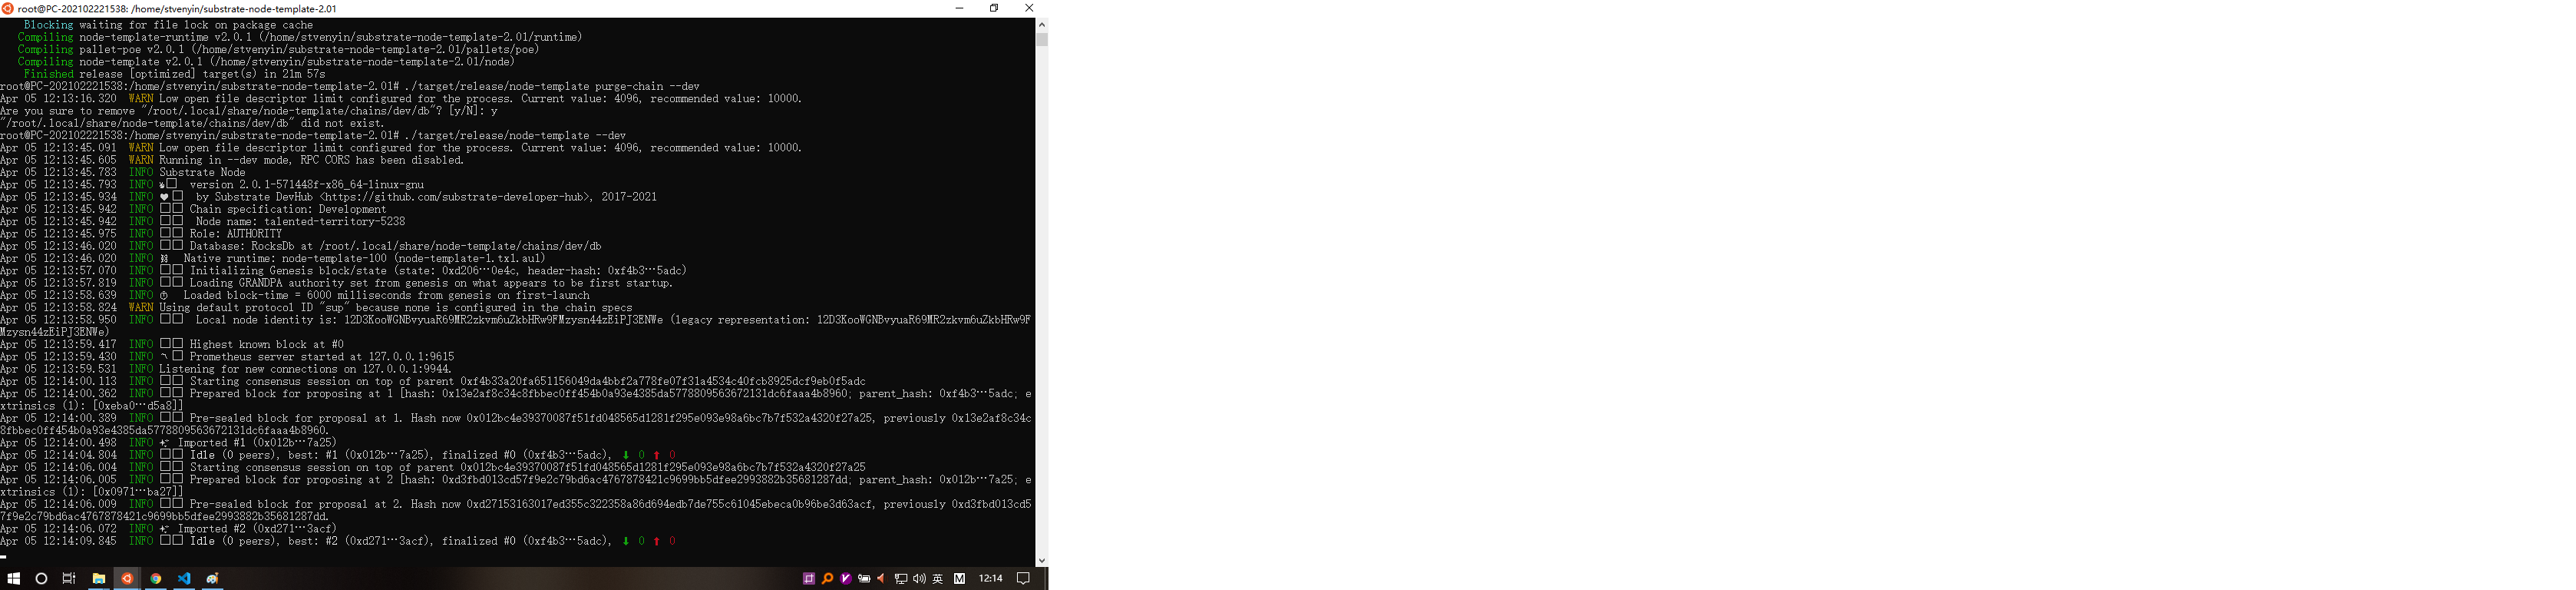 root@PC-202102221538: /home/stvenyin/substrate-node-template-2.01
Blocking waiting for file lock on package cache
Compiling node-template-runtime v2.0.1 (/home/stvenyin/substrate-node-template-2.01/runtime)
Compiling pallet-poe v2.0.1 (/home/stvenyin/substrate-node-template-2.01/pallets/poe)
Compiling node-template v2.0.1 (/home/stvenyin/substrate-node-template-2.01/node)
Finished release [optimized] target(s) in 21m 57s
root@PC-202102221538:/home/stvenyin/substrate-node-template-2.01# ./target/release/node-template purge-chain --dev
Apr 05 12:13:16.320 WARN Low open file descriptor limit configured for the process. Current value: 4096, recommended value: 10000.
Are you sure to remove "/root/.local/share/node-template/chains/dev/db"? [y/N]: y
"/root/.local/share/node-template/chains/dev/db" did not exist.
root@PC-202102221538:/home/stvenyin/substrate-node-template-2.01# ./target/release/node-template --dev
Apr 05 12:13:45.091 WARN Low open file descriptor limit configured for the process. Current value: 4096, recommended value: 10000.
Apr 05 12:13:45.605 WARN Running in --dev mode, RPC CORS has been disabled.
Apr 05 12:13:45.783 INFO Substrate Node
Apr 05 12:13:45.793 INFO ✌□ version 2.0.1-571448f-x86_64-linux-gnu
Apr 05 12:13:45.934 INFO ❤□ by Substrate DevHub <https://github.com/substrate-developer-hub>, 2017-2021
Apr 05 12:13:45.942 INFO □□ Chain specification: Development
Apr 05 12:13:45.942 INFO □□ Node name: talented-territory-5238
Apr 05 12:13:45.975 INFO □□ Role: AUTHORITY
Apr 05 12:13:46.020 INFO □□ Database: RocksDb at /root/.local/share/node-template/chains/dev/db
Apr 05 12:13:46.020 INFO ⛓ Native runtime: node-template-100 (node-template-1.tx1.au1)
Apr 05 12:13:57.070 INFO □□ Initializing Genesis block/state (state: 0xd206…0e4c, header-hash: 0xf4b3…5adc)
Apr 05 12:13:57.819 INFO □□ Loading GRANDPA authority set from genesis on what appears to be first startup.
Apr 05 12:13:58.639 INFO ⏱ Loaded block-time = 6000 milliseconds from genesis on first-launch
Apr 05 12:13:58.824 WARN Using default protocol ID "sup" because none is configured in the chain specs
Apr 05 12:13:58.950 INFO □□ Local node identity is: 12D3KooWGNBvyuaR69MR2zkvm6uZkbHRw9FMzysn44zEiPJ3ENWe (legacy representation: 12D3KooWGNBvyuaR69MR2zkvm6uZkbHRw9F
Mzysn44zEiPJ3ENWe)
Apr 05 12:13:59.417 INFO □□ Highest known block at #0
Apr 05 12:13:59.430 INFO 〽□ Prometheus server started at 127.0.0.1:9615
Apr 05 12:13:59.531 INFO Listening for new connections on 127.0.0.1:9944.
Apr 05 12:14:00.113 INFO □□ Starting consensus session on top of parent 0xf4b33a20fa651156049da4bbf2a778fe07f31a4534c40fcb8925dcf9eb0f5adc
Apr 05 12:14:00.362 INFO □□ Prepared block for proposing at 1 [hash: 0x13e2af8c34c8fbbec0ff454b0a93e4385da5778809563672131dc6faaa4b8960; parent_hash: 0xf4b3…5adc; e
xtrinsics (1): [0xeba0…d5a8]]
Apr 05 12:14:00.389 INFO □□ Pre-sealed block for proposal at 1. Hash now 0x012bc4e39370087f51fd048565d1281f295e093e98a6bc7b7f532a4320f27a25, previously 0x13e2af8c34c
8fbbec0ff454b0a93e4385da5778809563672131dc6faaa4b8960.
Apr 05 12:14:00.498 INFO ✨ Imported #1 (0x012b…7a25)
Apr 05 12:14:04.804 INFO □□ Idle (0 peers), best: #1 (0x012b…7a25), finalized #0 (0xf4b3…5adc), ⬇ 0 ⬆ 0
Apr 05 12:14:06.004 INFO □□ Starting consensus session on top of parent 0x012bc4e39370087f51fd048565d1281f295e093e98a6bc7b7f532a4320f27a25
Apr 05 12:14:06.005 INFO □□ Prepared block for proposing at 2 [hash: 0xd3fbd013cd57f9e2c79bd6ac4767878421c9699bb5dfee2993882b35681287dd; parent_hash: 0x012b…7a25; e
xtrinsics (1): [0x0971…ba27]]
Apr 05 12:14:06.009 INFO □□ Pre-sealed block for proposal at 2. Hash now 0xd27153163017ed355c322358a86d694edb7de755c61045ebeca0b96be3d63acf, previously 0xd3fbd013cd5
7f9e2c79bd6ac4767878421c9699bb5dfee2993882b35681287dd.
Apr 05 12:14:06.072 INFO ✨ Imported #2 (0xd271…3acf)
Apr 05 12:14:09.845 INFO □□ Idle (0 peers), best: #2 (0xd271…3acf), finalized #0 (0xf4b3…5adc), ⬇ 0 ⬆ 0
英 M 12:14